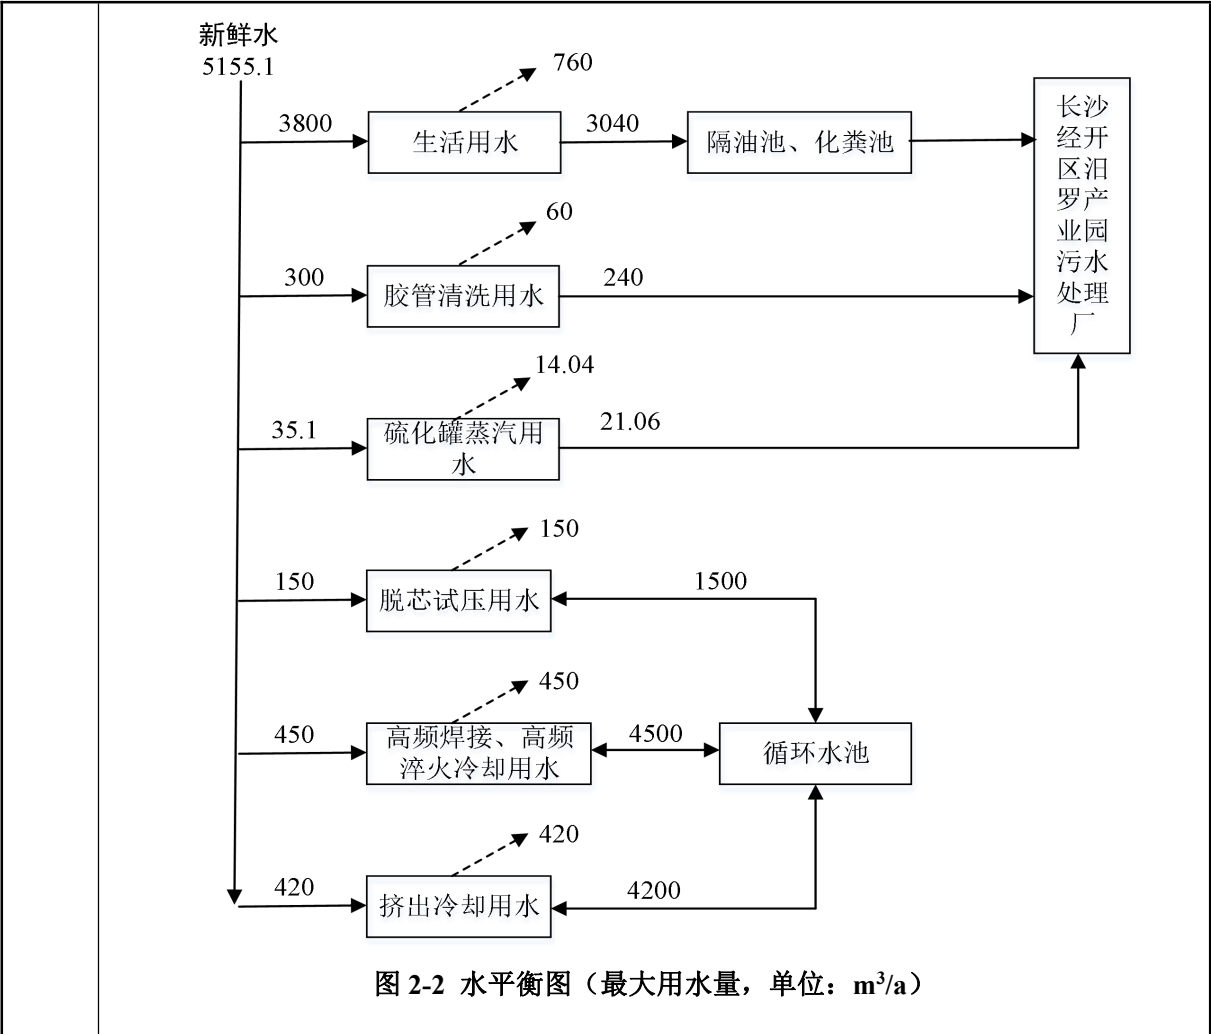 新鲜水
5155.1
760
3800
生活用水
3040
隔油池、化粪池
长沙
经开
区汨
罗产
业园
污水
处理
厂
60
300
胶管清洗用水
240
14.04
35.1
硫化罐蒸汽用
水
21.06
150
150
脱芯试压用水
1500
450
450
高频焊接、高频
淬火冷却用水
4500
循环水池
420
420
挤出冷却用水
4200
图 2-2 水平衡图（最大用水量，单位：m³/a）